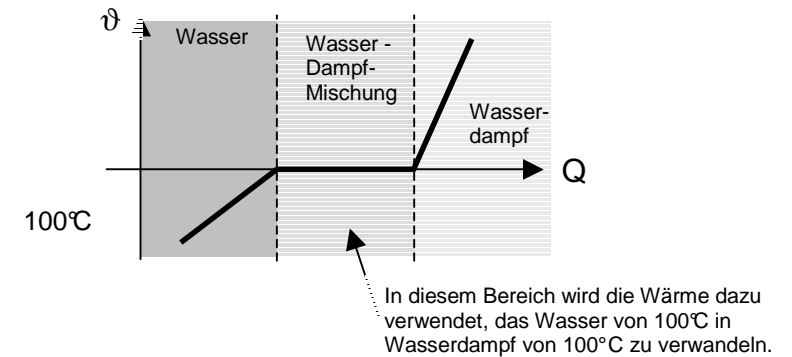 ϑ
Wasser
Wasser -
Dampf-
Mischung
Wasser-
dampf
Q
100°C
In diesem Bereich wird die Wärme dazu
verwendet, das Wasser von 100°C in
Wasserdampf von 100°C zu verwandeln.